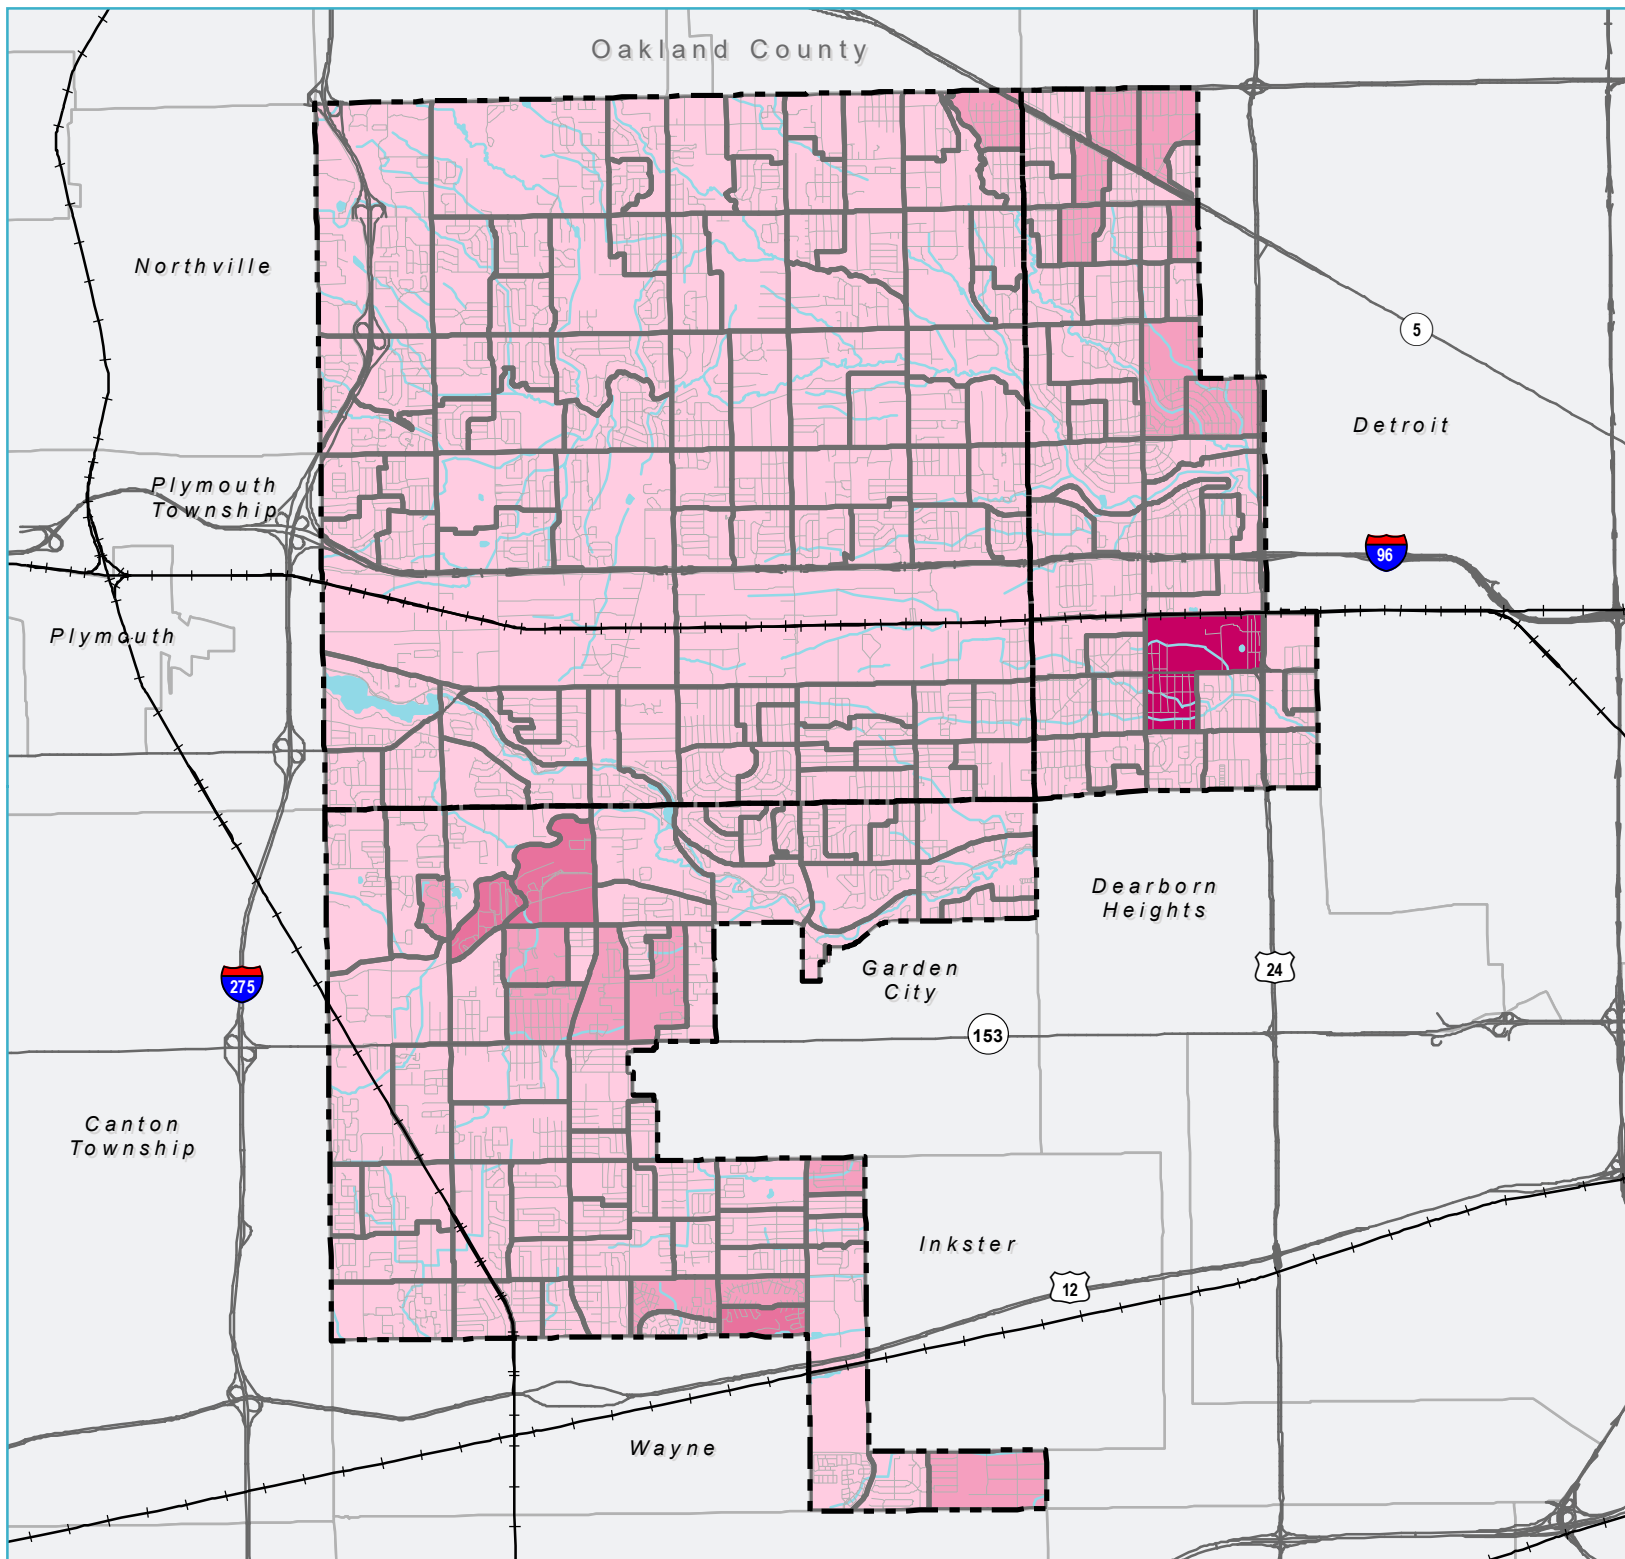 Oakland County
Northville
5
Detroit
Plymouth
Township
96
Plymouth
Dearborn
Heights
Garden
City
24
275
153
Canton
Township
Inkster
12
Wayne